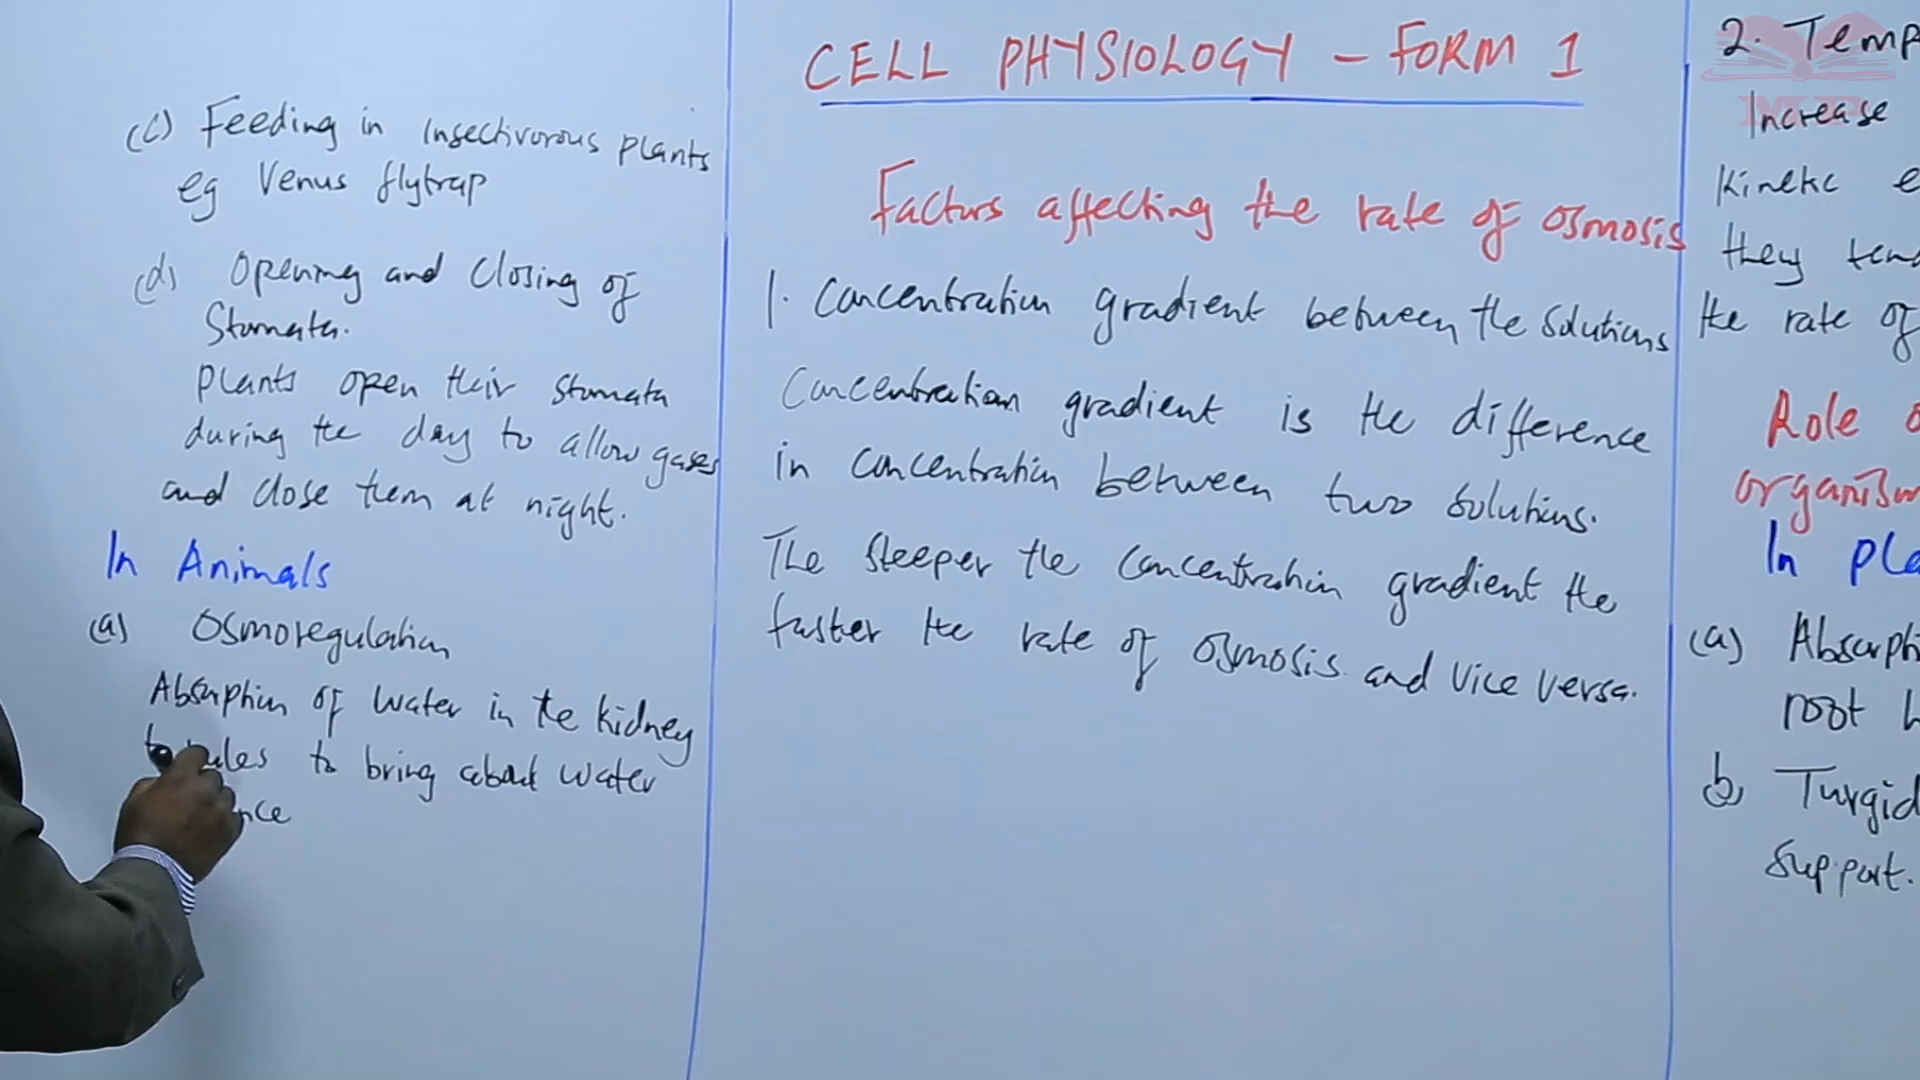 CELL PHYSIOLOGY - FORM 1
(c) Feeding in insectivorous plants
eg Venus flytrap
(d) Opening and closing of
Stomata.
plants open their stomata
during the day to allow gases
and close them at night.
In Animals
(a) Osmoregulation
Absorption of water in the kidney
to bring about water
Factors affecting the rate of osmosis
1. Concentration gradient between the solutions
Concentration gradient is the difference
in concentration between two solutions.
The steeper the concentration gradient the
faster the rate of osmosis and vice versa.
2. Temp
Increase
kinetic e
they tend
the rate of
Role o
organism
In pla
(a) Absorpti
root h
b) Turgid
support.